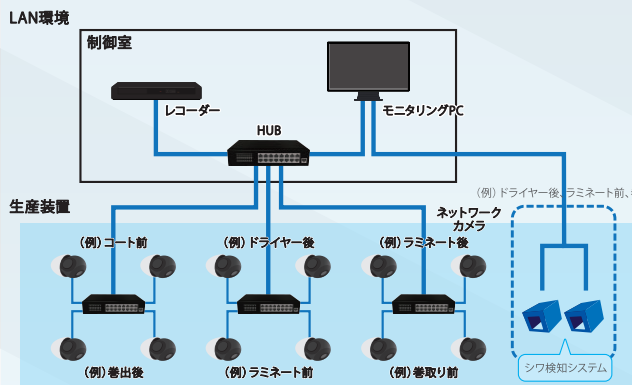 LAN環境
制御室
レコーダー
モニタリングPC
HUB
(例)ドライヤー後、ラミネート前、
生産装置
ネットワーク
カメラ
(例)コート前
(例)ドライヤー後
(例)ラミネート後
(例)巻出後
(例)ラミネート前
(例)巻取り前
シワ検知システム